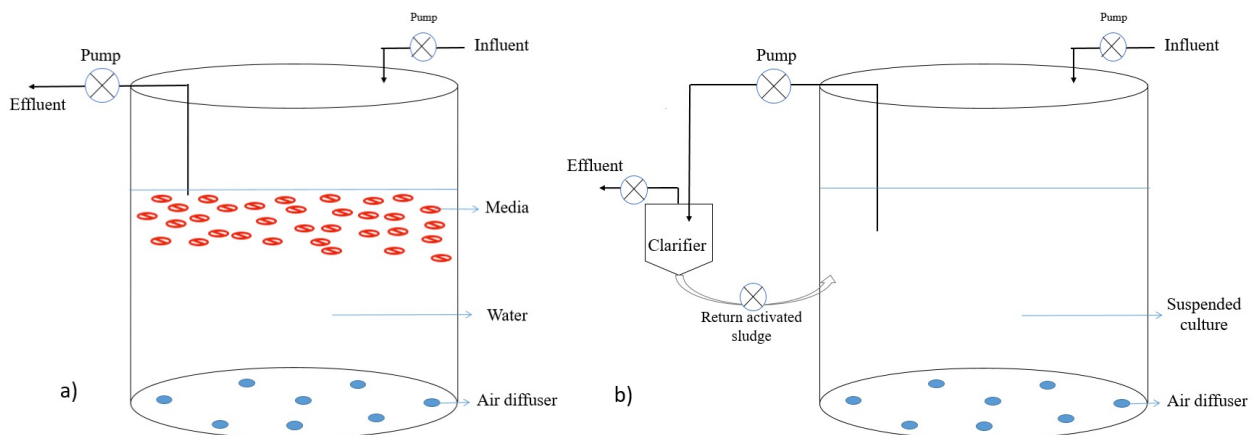 Pump
Influent
Pump
Effluent
Media
Water
Air diffuser
a)
Pump
Influent
Pump
Effluent
Clarifier
Return activated
sludge
Suspended
culture
Air diffuser
b)